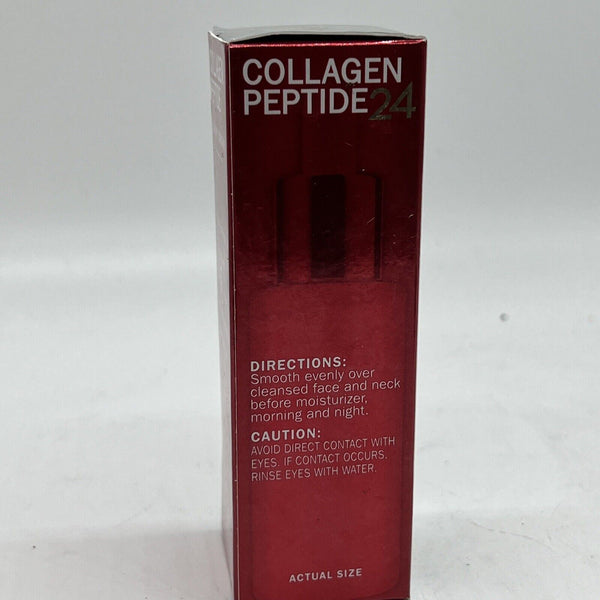 COLLAGEN
PEPTIDE24
DIRECTIONS:
Smooth evenly over
cleansed face and neck
before moisturizer,
morning and night.
CAUTION:
AVOID DIRECT CONTACT WITH
EYES. IF CONTACT OCCURS,
RINSE EYES WITH WATER.
ACTUAL SIZE